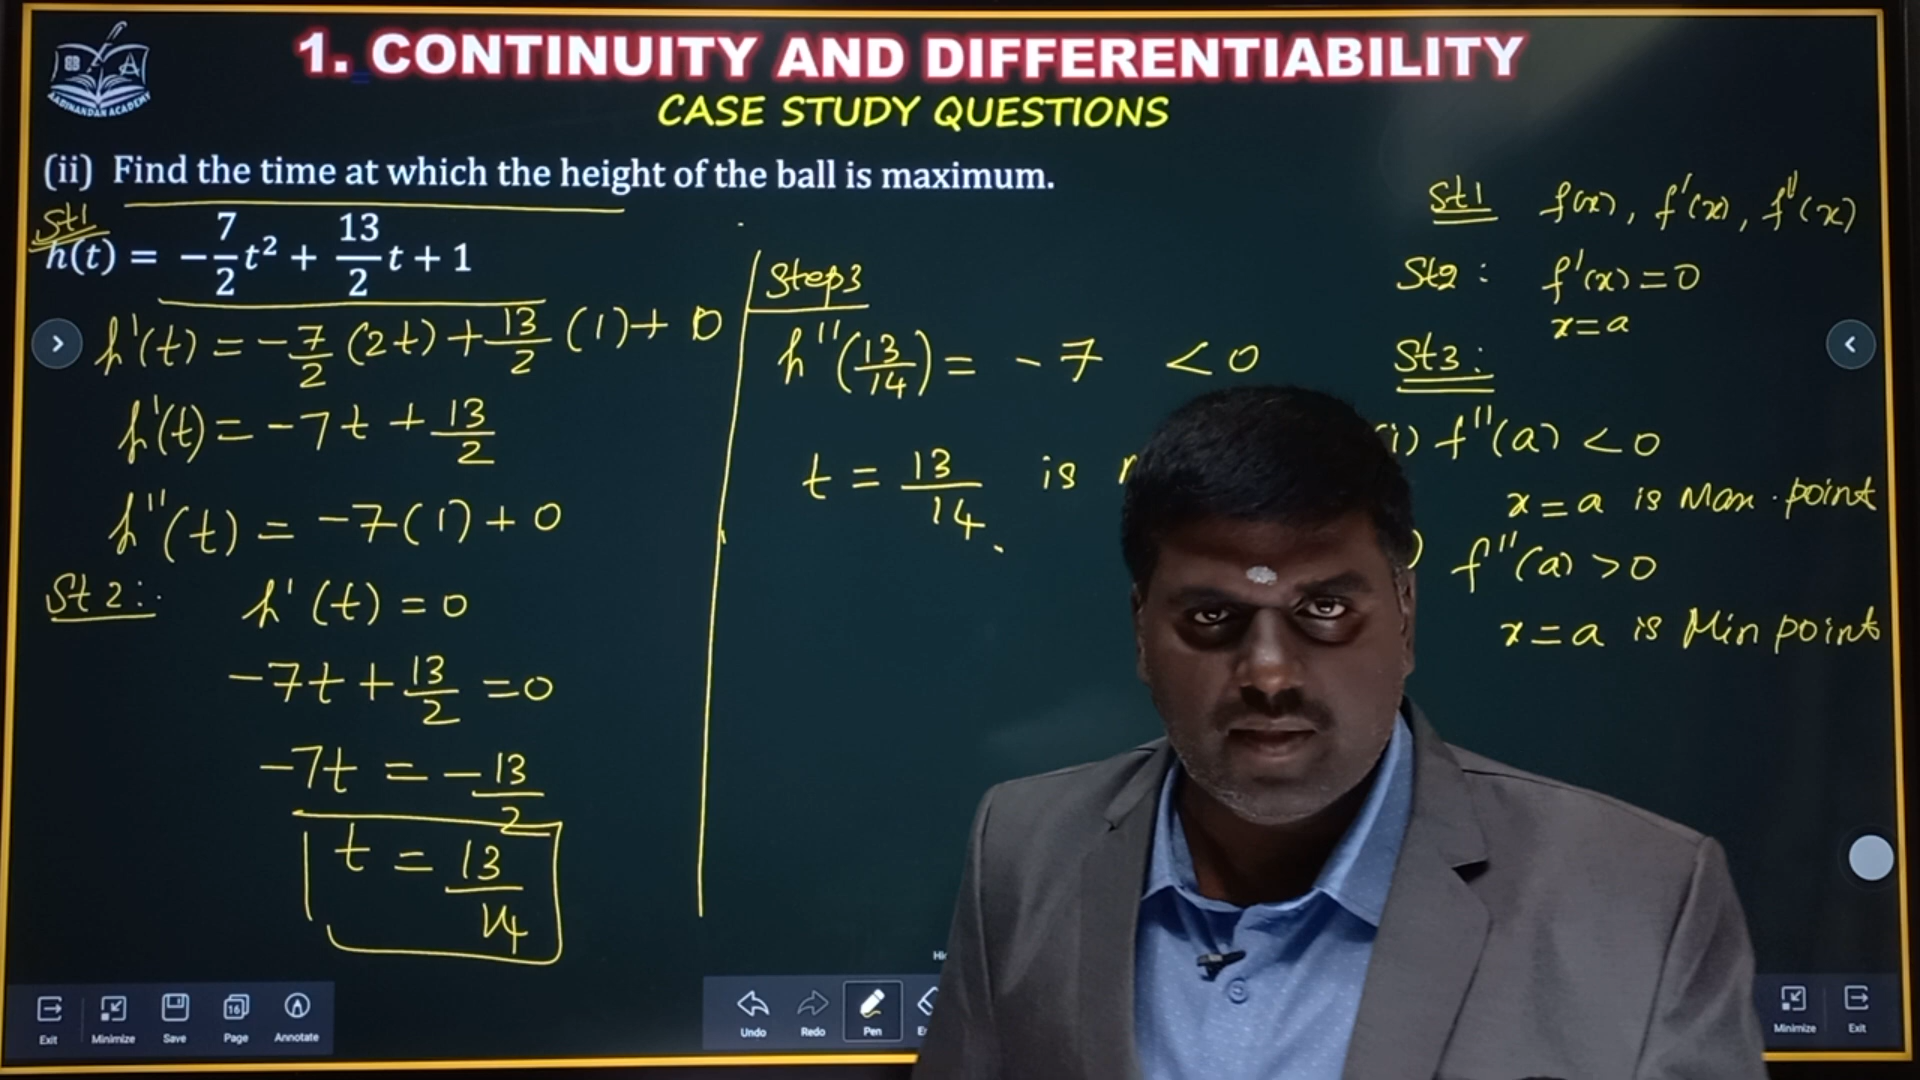 AADINANDAN ACADEMY
1. CONTINUITY AND DIFFERENTIABILITY
CASE STUDY QUESTIONS
(ii) Find the time at which the height of the ball is maximum.
St1
h(t) = -7/2 t² + 13/2 t + 1
h'(t) = -7/2 (2t) + 13/2 (1) + 0
h'(t) = -7t + 13/2
h''(t) = -7(1) + 0
St 2:
h'(t) = 0
-7t + 13/2 = 0
-7t = -13/2
t = 13/14
Step3
h''(13/14) = -7 < 0
t = 13/14 is
St1 f(x), f'(x), f''(x)
St2 : f'(x) = 0
x = a
St3 :
(i) f''(a) < 0
x = a is Max. point
) f''(a) > 0
x = a is Min point
Exit
Minimize
Save
16
Page
Annotate
Undo
Redo
Pen
Minimize
Exit